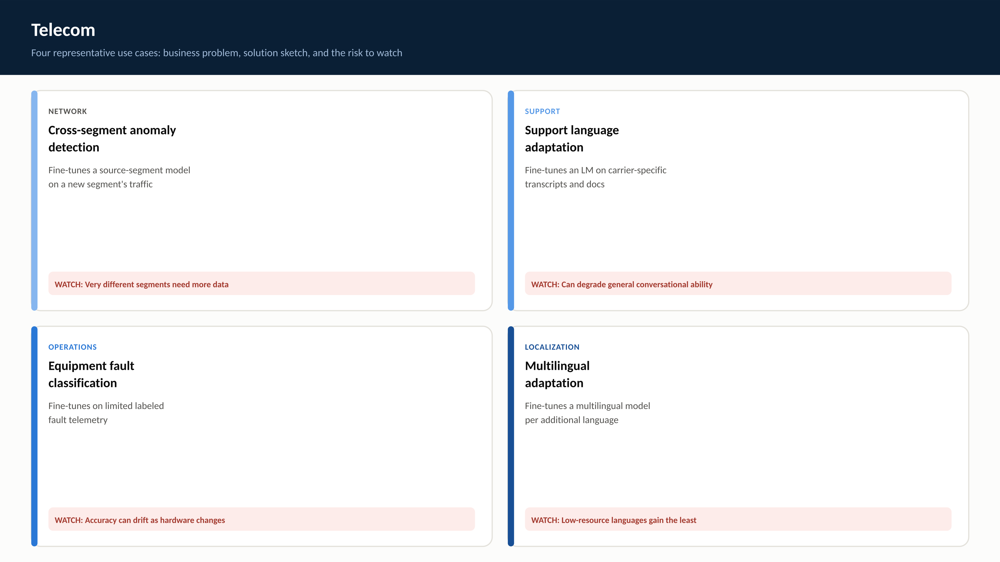 Telecom
Four representative use cases: business problem, solution sketch, and the risk to watch
NETWORK
Cross-segment anomaly
detection
Fine-tunes a source-segment model
on a new segment's traffic
WATCH: Very different segments need more data
SUPPORT
Support language
adaptation
Fine-tunes an LM on carrier-specific
transcripts and docs
WATCH: Can degrade general conversational ability
OPERATIONS
Equipment fault
classification
Fine-tunes on limited labeled
fault telemetry
WATCH: Accuracy can drift as hardware changes
LOCALIZATION
Multilingual
adaptation
Fine-tunes a multilingual model
per additional language
WATCH: Low-resource languages gain the least